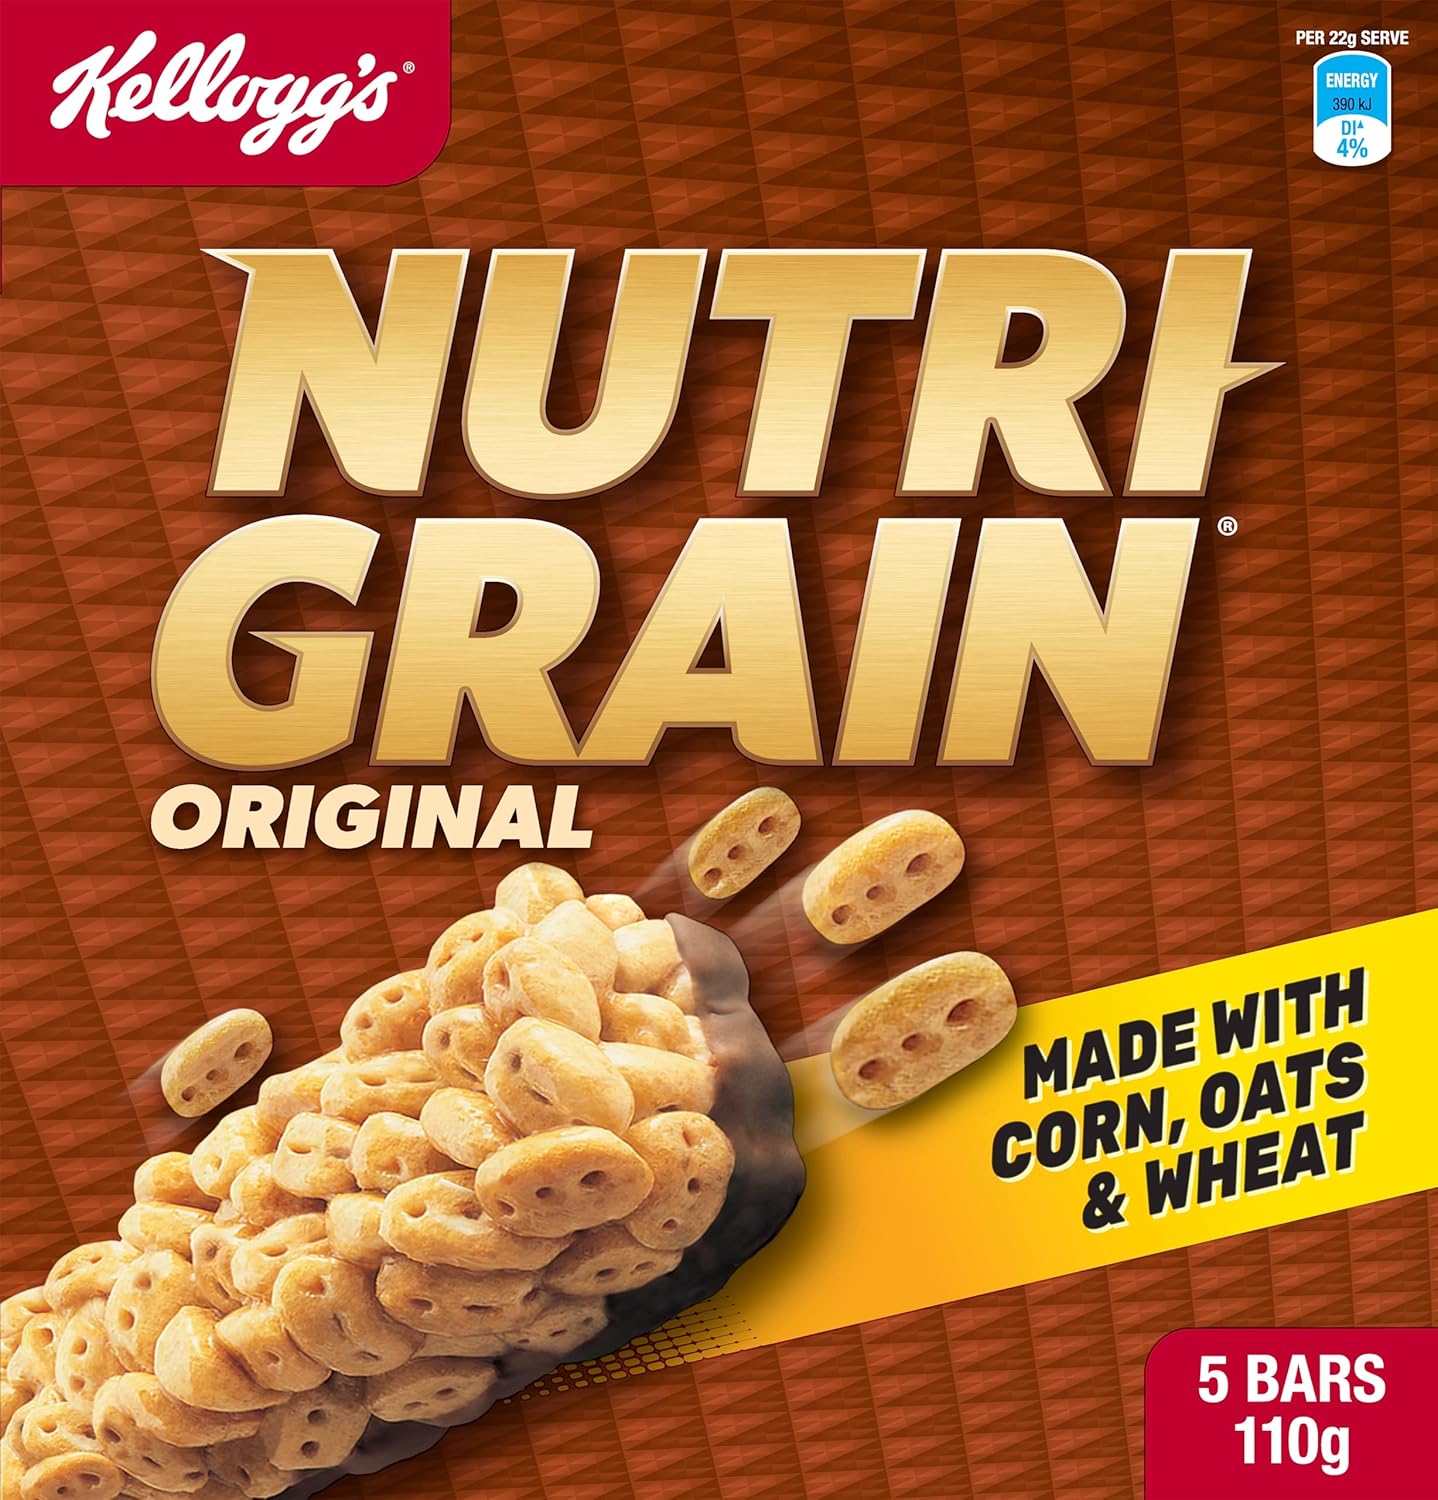 Kellogg's®
PER 22g SERVE
ENERGY
390 KJ
DI▲
4%
NUTRI-
GRAIN®
ORIGINAL
MADE WITH
CORN, OATS
& WHEAT
5 BARS
110g